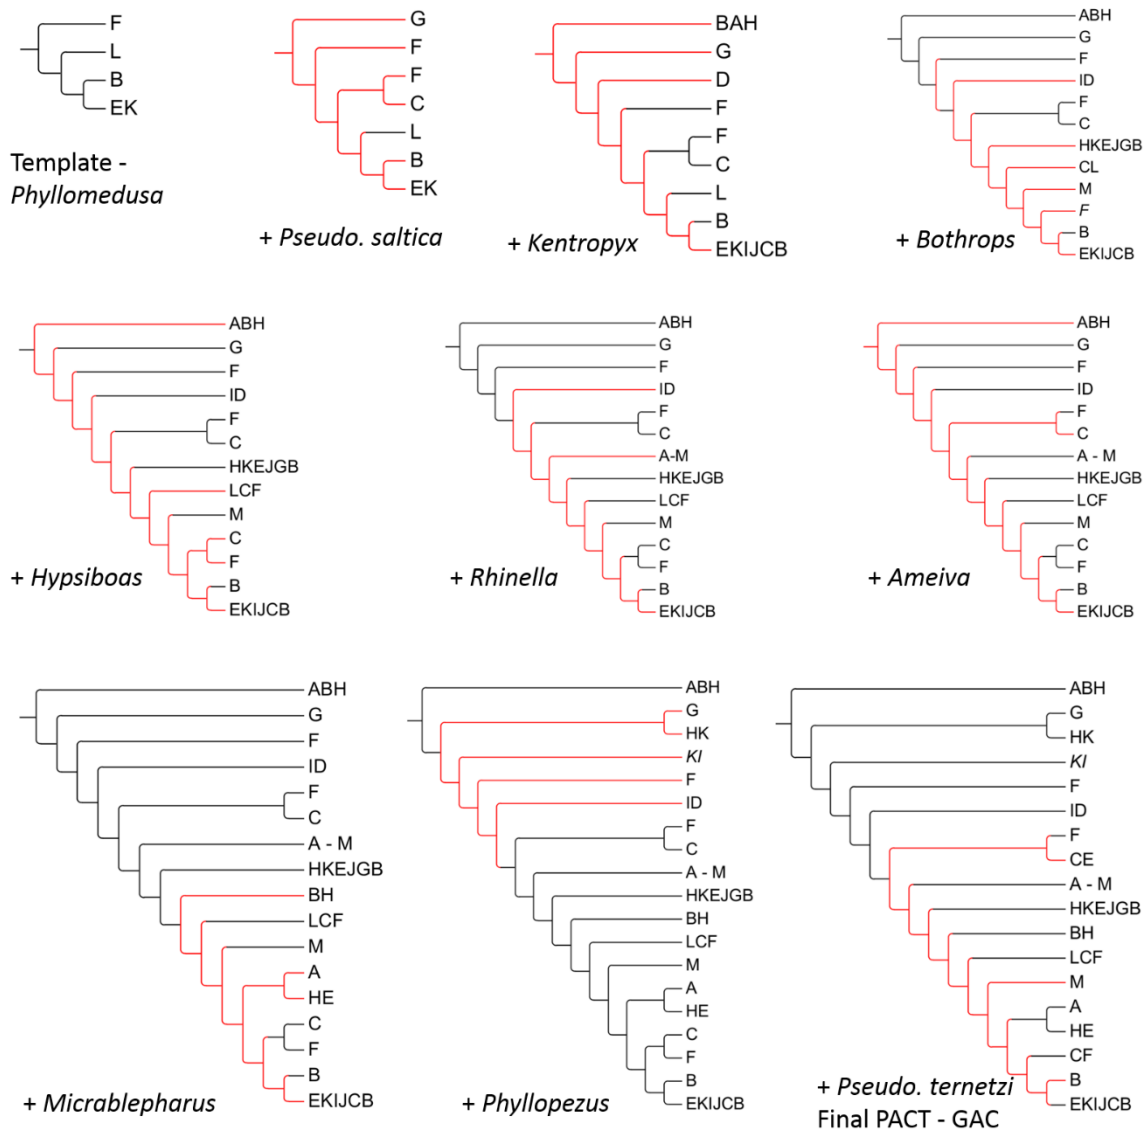 F
L
B
EK
Template -
Phyllomedusa
G
F
F
C
L
B
EK
+ Pseudo. saltica
BAH
G
D
F
F
C
L
B
EKIJCB
+ Kentropyx
ABH
G
F
ID
F
C
HKEJGB
CL
M
F
B
EKIJCB
+ Bothrops
ABH
G
F
ID
F
C
HKEJGB
LCF
M
C
F
B
EKIJCB
+ Hypsiboas
ABH
G
F
ID
F
C
A-M
HKEJGB
LCF
M
C
F
B
EKIJCB
+ Rhinella
ABH
G
F
ID
F
C
A - M
HKEJGB
LCF
M
C
F
B
EKIJCB
+ Ameiva
ABH
G
F
ID
F
C
A - M
HKEJGB
BH
LCF
M
A
HE
C
F
B
EKIJCB
+ Micrablepharus
ABH
G
HK
KI
F
ID
F
C
A - M
HKEJGB
BH
LCF
M
A
HE
C
F
B
EKIJCB
+ Phyllopezus
ABH
G
HK
KI
F
ID
F
CE
A - M
HKEJGB
BH
LCF
M
A
HE
CF
B
EKIJCB
+ Pseudo. ternetzi
Final PACT - GAC